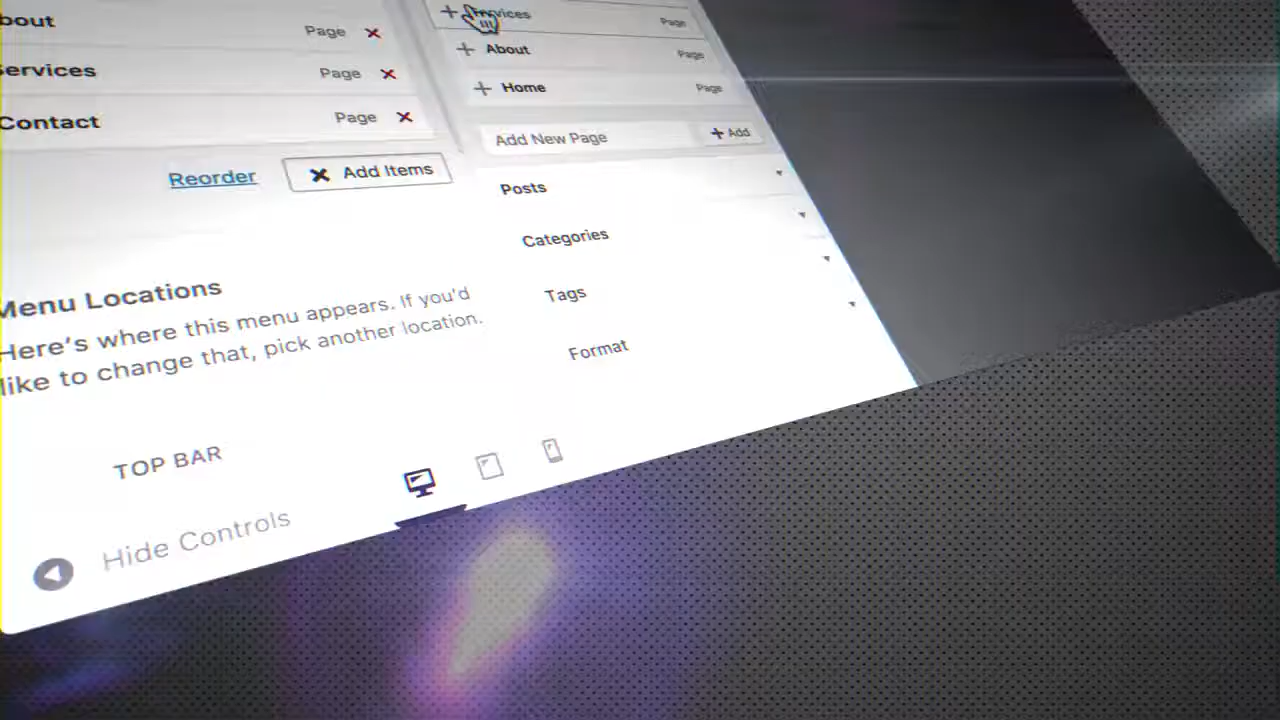 bout Page
ervices Page
Contact Page
Reorder Add Items
Menu Locations
Here's where this menu appears. If you'd
like to change that, pick another location.
TOP BAR
Hide Controls
Services Page
About Page
Home Page
Add New Page Add
Posts
Categories
Tags
Format